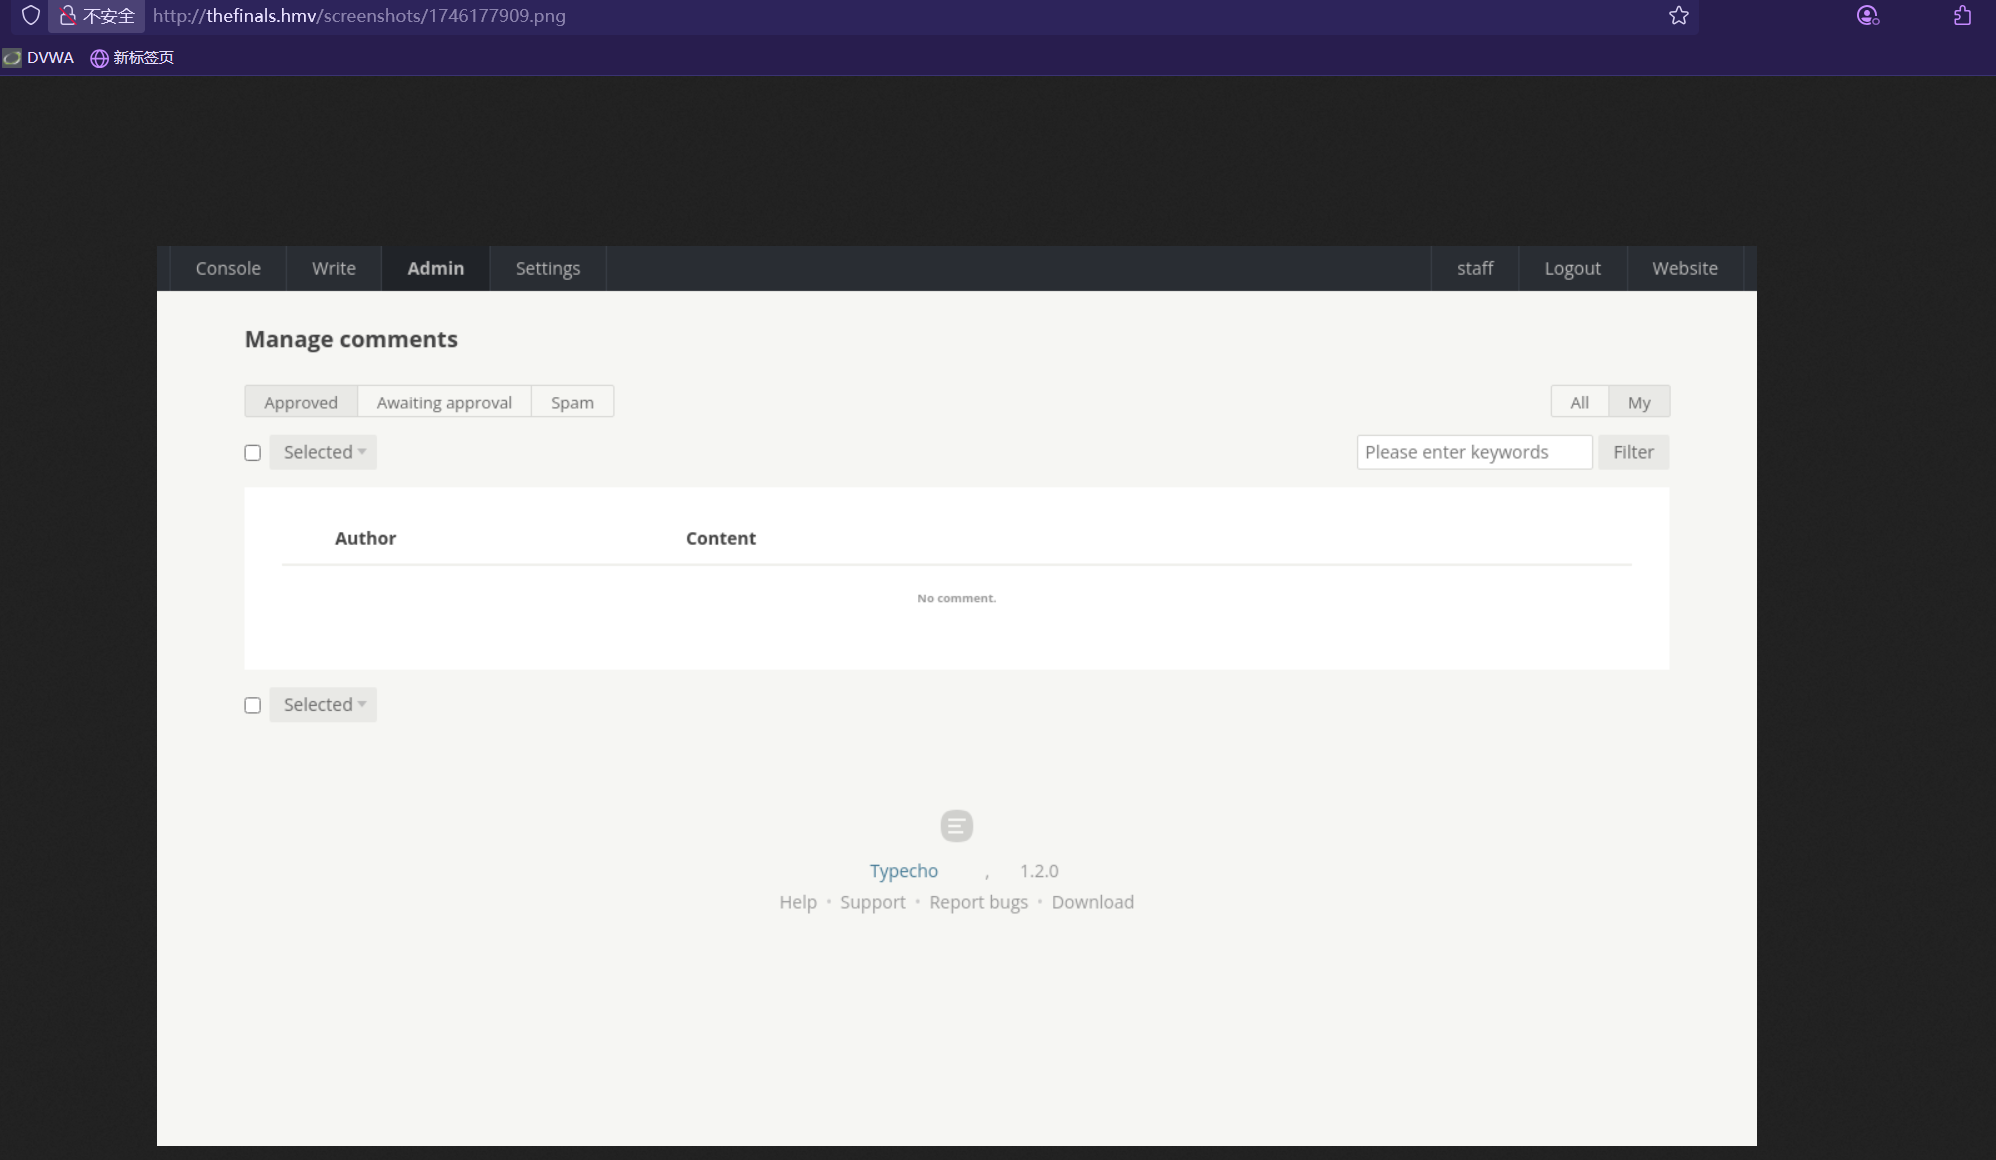 不安全 http://thefinals.hmv/screenshots/1746177909.png
DVWA 新标签页
Console Write Admin Settings staff Logout Website
Manage comments
Approved Awaiting approval Spam All My
Selected Please enter keywords Filter
Author Content
No comment.
Selected
Typecho , 1.2.0
Help • Support • Report bugs • Download